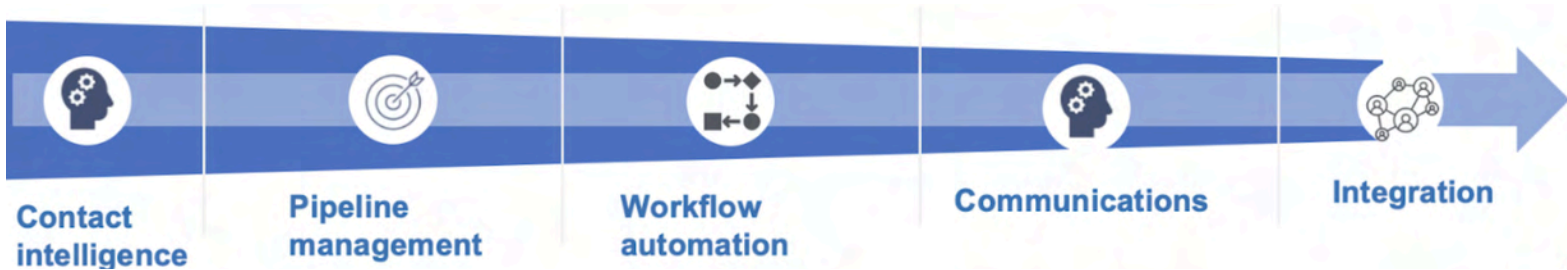 Contact
intelligence
Pipeline
management
Workflow
automation
Communications
Integration